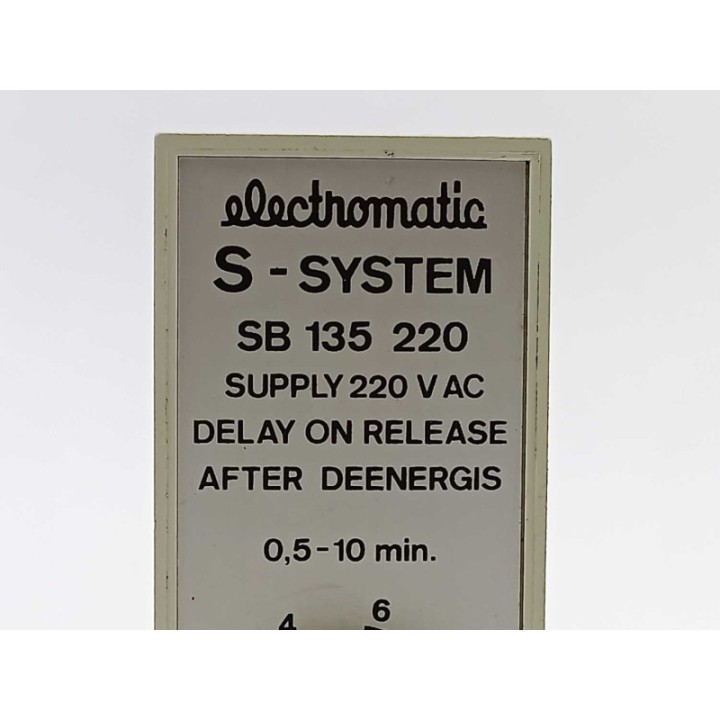 electromatic
S - SYSTEM
SB 135 220
SUPPLY 220 V AC
DELAY ON RELEASE
AFTER DEENERGIS
0,5 - 10 min.
4 6